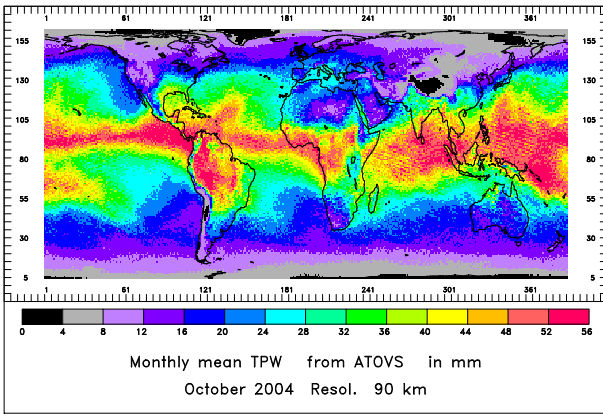 1 61 121 181 241 301 361
155 155
130 130
105 105
80 80
55 55
30 30
5 5
1 61 121 181 241 301 361
0 4 8 12 16 20 24 28 32 36 40 44 48 52 56
Monthly mean TPW from ATOVS in mm
October 2004 Resol. 90 km